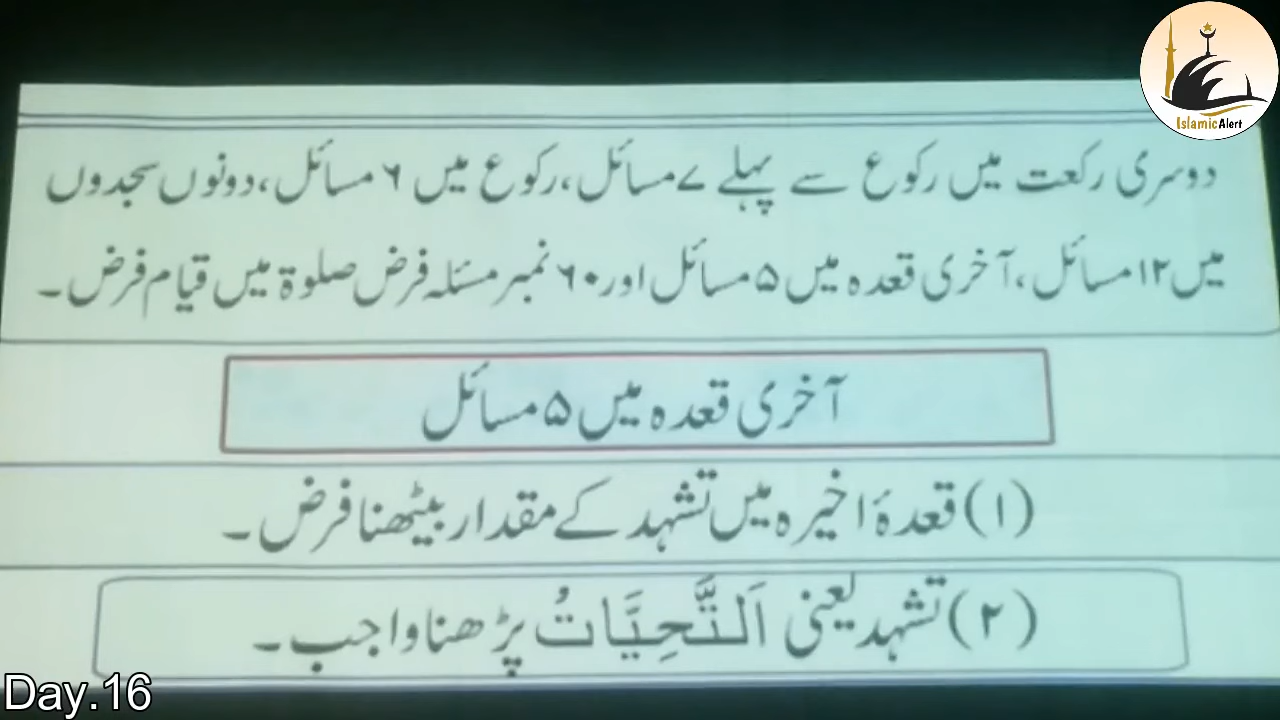 IslamicAlert
دوسری رکعت میں رکوع سے پہلے ۷ مسائل، رکوع میں ۶ مسائل، دونوں سجدوں
میں ۱۲ مسائل، آخری قعدہ میں ۵ مسائل اور ۶۰ نمبر مسئلہ فرض صلوۃ میں قیام فرض۔
آخری قعدہ میں ۵ مسائل
(۱) قعدۂ اخیرہ میں تشہد کے مقدار بیٹھنا فرض۔
(۲) تشہد یعنی اَلتَّحِيَّاتُ پڑھنا واجب۔
Day.16